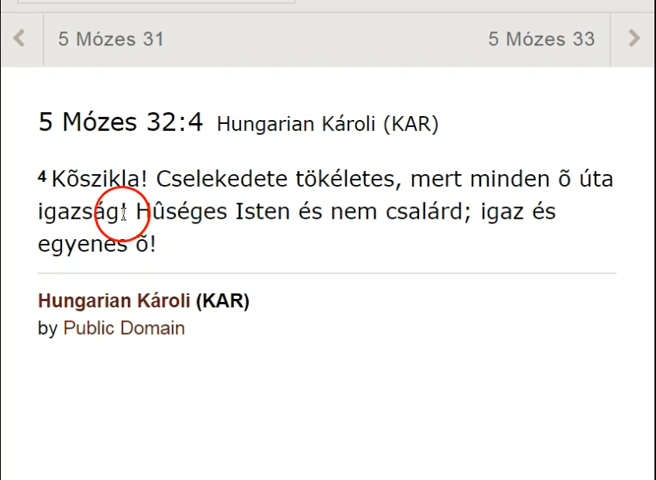 5 Mózes 31
5 Mózes 33
5 Mózes 32:4 Hungarian Károli (KAR)
4 Kõszikla! Cselekedete tökéletes, mert minden õ úta
igazság! Hûséges Isten és nem csalárd; igaz és
egyenes õ!
Hungarian Károli (KAR)
by Public Domain